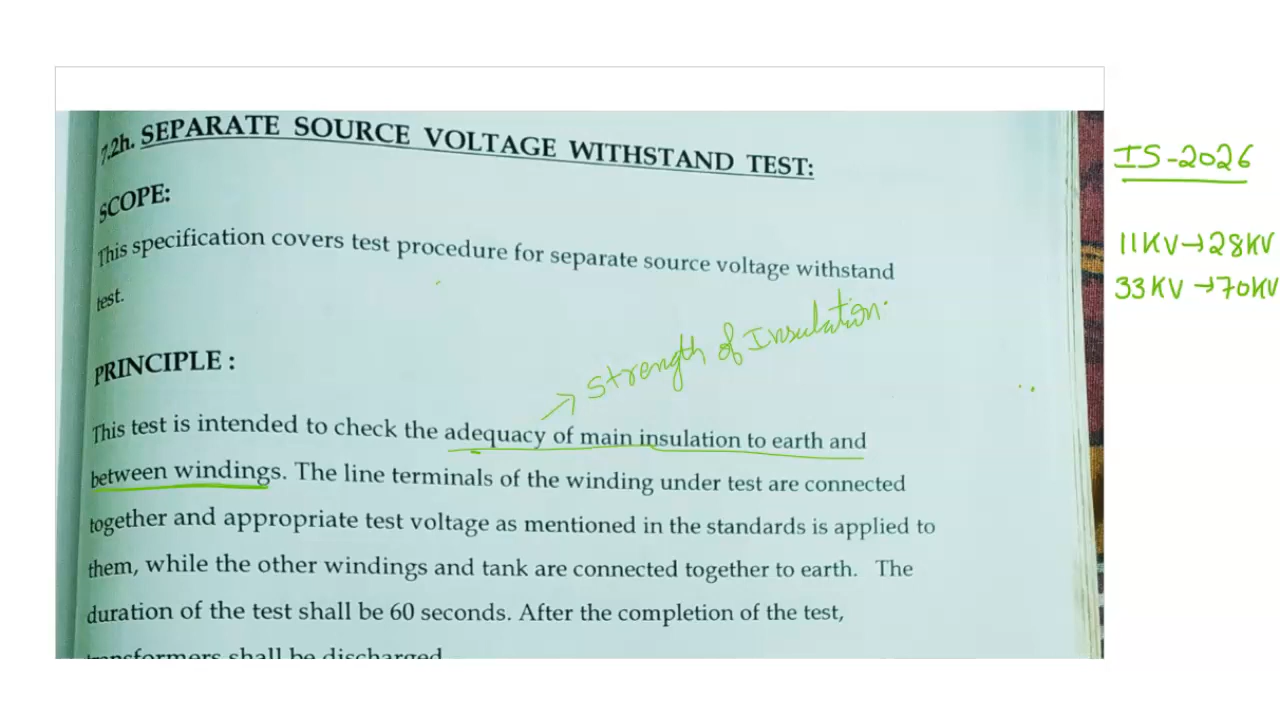 7.2h. SEPARATE SOURCE VOLTAGE WITHSTAND TEST:
SCOPE:
This specification covers test procedure for separate source voltage withstand
test.
PRINCIPLE :
→ Strength of Insulation.
This test is intended to check the adequacy of main insulation to earth and
between windings. The line terminals of the winding under test are connected
together and appropriate test voltage as mentioned in the standards is applied to
them, while the other windings and tank are connected together to earth. The
duration of the test shall be 60 seconds. After the completion of the test,
transformers shall be discharged
IS-2026
11KV→28KV
33KV→70KV